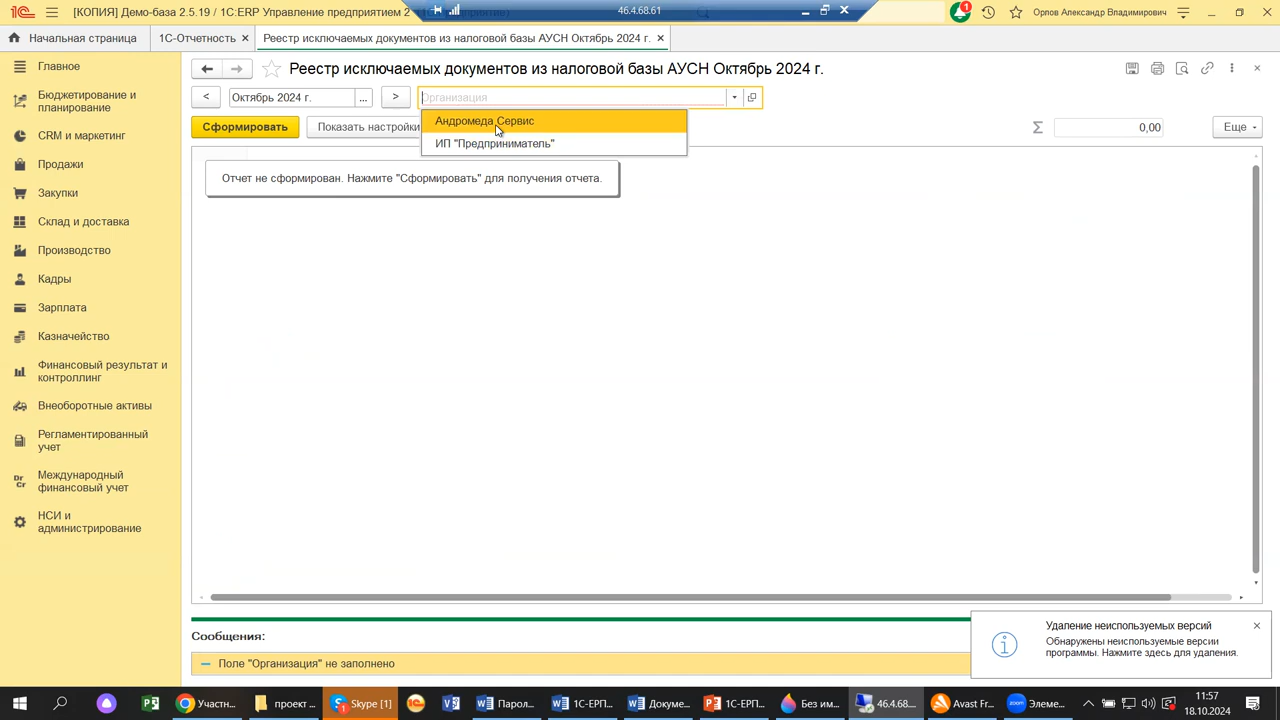 [КОПИЯ] Демо-база 2.5.19 / 1С:ERP Управление предприятием 2
46.4.68.61
1
Орлов Александр Владимирович
Начальная страница
1С-Отчетность
Реестр исключаемых документов из налоговой базы АУСН Октябрь 2024 г.
Главное
Бюджетирование и
планирование
CRM и маркетинг
Продажи
Закупки
Склад и доставка
Производство
Кадры
Зарплата
Казначейство
Финансовый результат и
контроллинг
Внеоборотные активы
Регламентированный
учет
Международный
финансовый учет
НСИ и
администрирование
Реестр исключаемых документов из налоговой базы АУСН Октябрь 2024 г.
< Октябрь 2024 г. ... > Организация
Сформировать Показать настройки Σ 0,00 Еще
Андромеда Сервис
ИП "Предприниматель"
Отчет не сформирован. Нажмите "Сформировать" для получения отчета.
Сообщения:
Поле "Организация" не заполнено
Удаление неиспользуемых версий
Обнаружены неиспользуемые версии
программы. Нажмите здесь для удаления.
Участн...
проект ...
Skype [1]
Парол...
1С-ЕРП...
Докуме...
1С-ЕРП...
Без им...
46.4.68....
Avast Fr...
Элеме...
11:57
18.10.2024